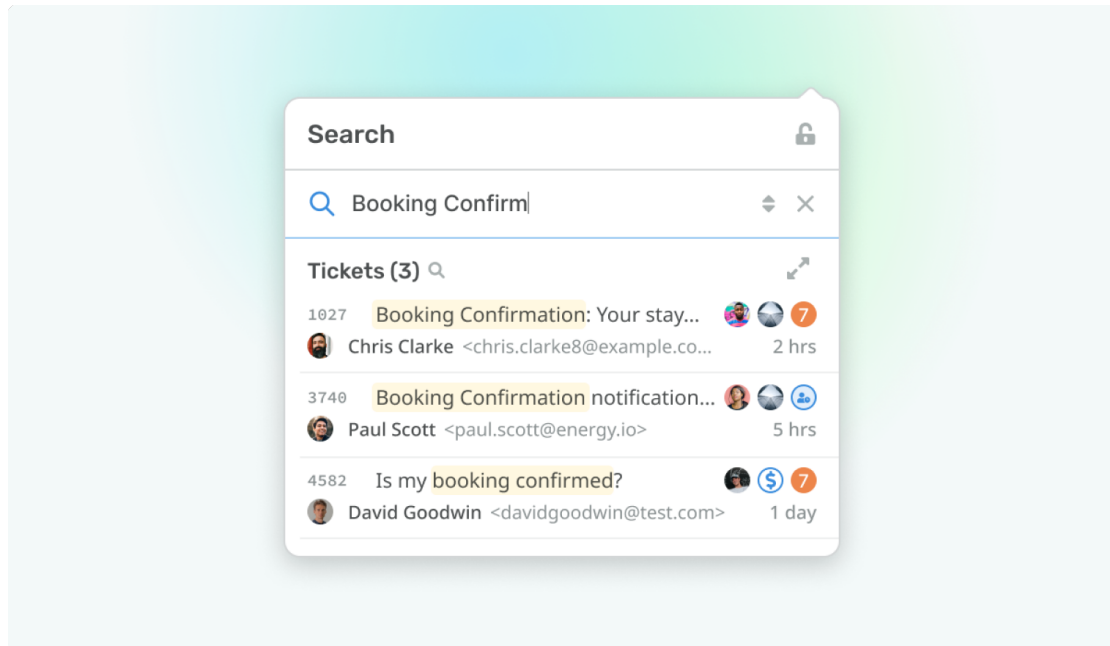 Search
Booking Confirm
Tickets (3)
1027 Booking Confirmation: Your stay... 7
Chris Clarke <chris.clarke8@example.co... 2 hrs
3740 Booking Confirmation notification...
Paul Scott <paul.scott@energy.io> 5 hrs
4582 Is my booking confirmed? $ 7
David Goodwin <davidgoodwin@test.com> 1 day